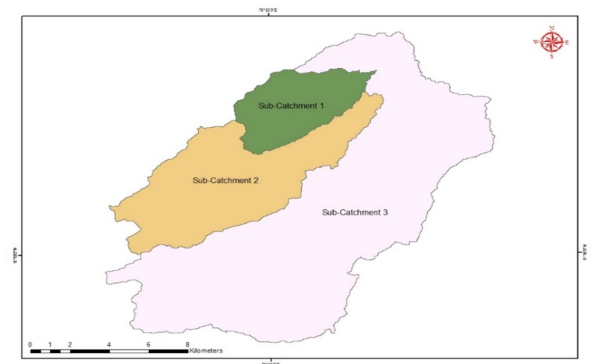 N
W E
S
Sub-Catchment 1
Sub-Catchment 2
Sub-Catchment 3
0 1 2 4 6 8
Kilometers